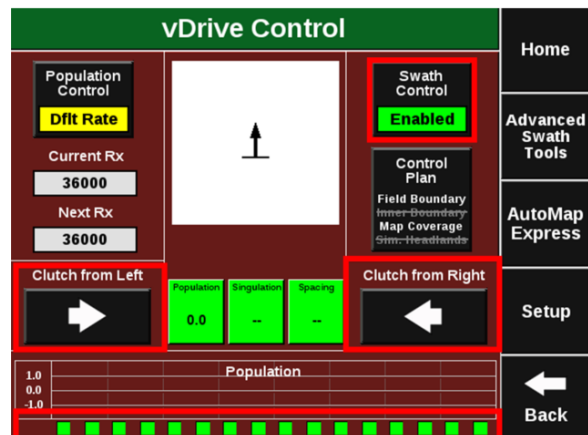 vDrive Control
Home
Population
Control
Dflt Rate
Swath
Control
Enabled
Advanced
Swath
Tools
Current Rx
36000
Control
Plan
Field Boundary
Inner Boundary
Map Coverage
Sim. Headlands
Next Rx
36000
AutoMap
Express
Clutch from Left
Population
0.0
Singulation
--
Spacing
--
Clutch from Right
Setup
Population
1.0
0.0
-1.0
Back